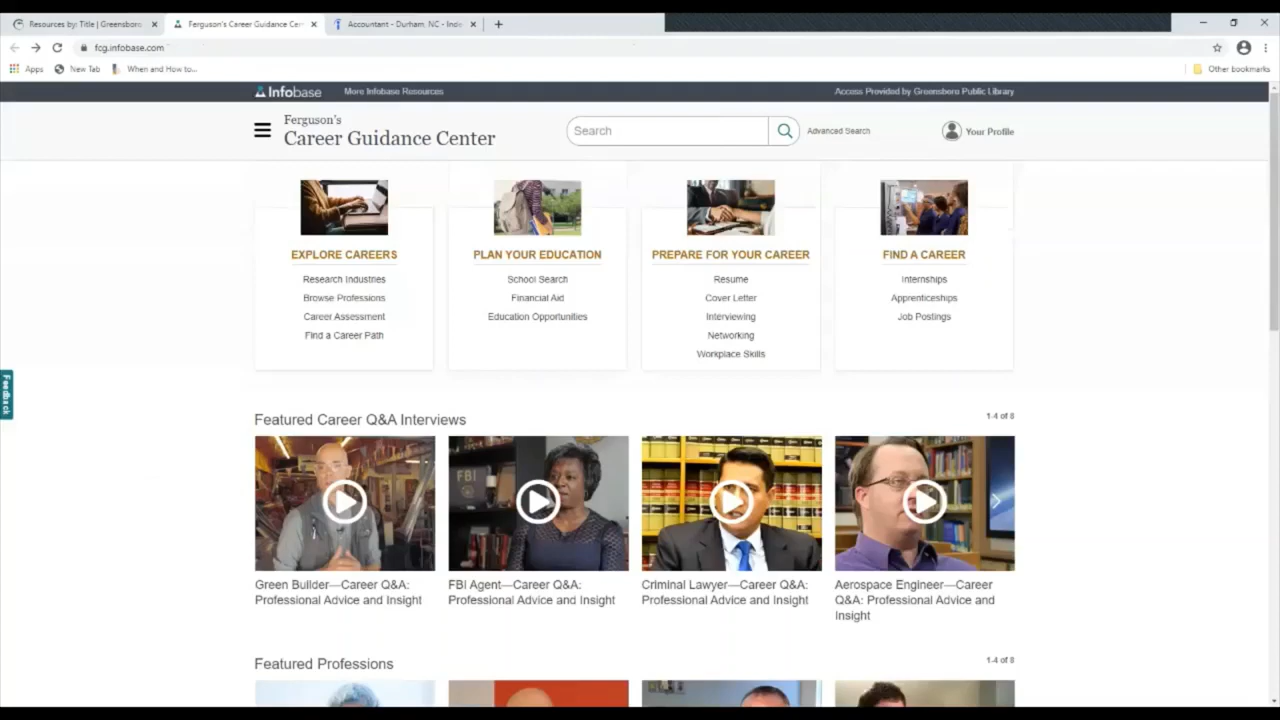 Resources by: Title | Greensboro
Ferguson's Career Guidance Cen
Accountant - Durham, NC - Inde
fcg.infobase.com
Apps
New Tab
When and How to...
Other bookmarks
Infobase
More Infobase Resources
Access Provided by Greensboro Public Library
Ferguson's
Career Guidance Center
Search
Advanced Search
Your Profile
EXPLORE CAREERS
Research Industries
Browse Professions
Career Assessment
Find a Career Path
PLAN YOUR EDUCATION
School Search
Financial Aid
Education Opportunities
PREPARE FOR YOUR CAREER
Resume
Cover Letter
Interviewing
Networking
Workplace Skills
FIND A CAREER
Internships
Apprenticeships
Job Postings
Feedback
Featured Career Q&A Interviews
1-4 of 8
FBI
Green Builder—Career Q&A:
Professional Advice and Insight
FBI Agent—Career Q&A:
Professional Advice and Insight
Criminal Lawyer—Career Q&A:
Professional Advice and Insight
Aerospace Engineer—Career
Q&A: Professional Advice and
Insight
Featured Professions
1-4 of 8